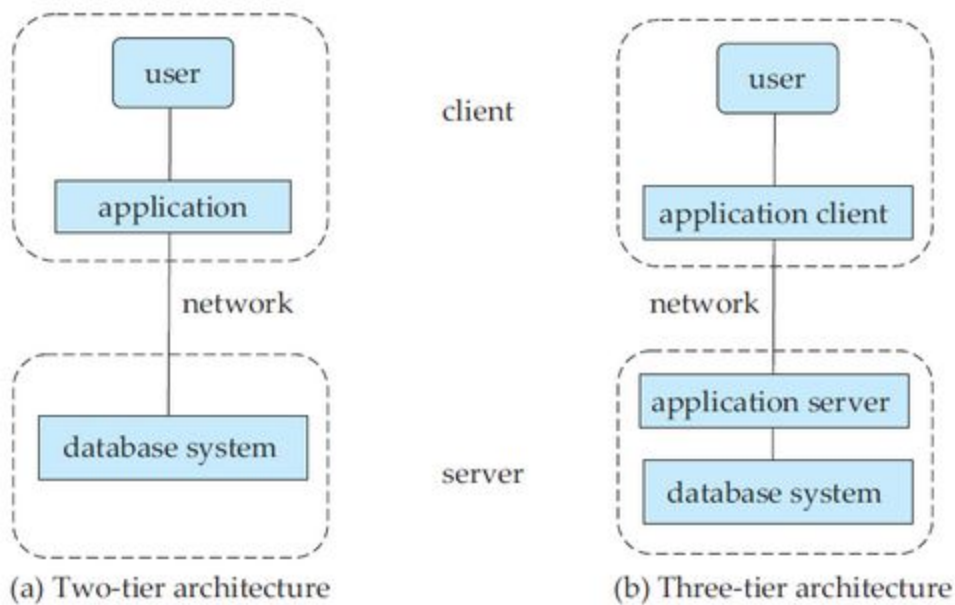 user
application
network
database system
(a) Two-tier architecture
client
server
user
application client
network
application server
database system
(b) Three-tier architecture